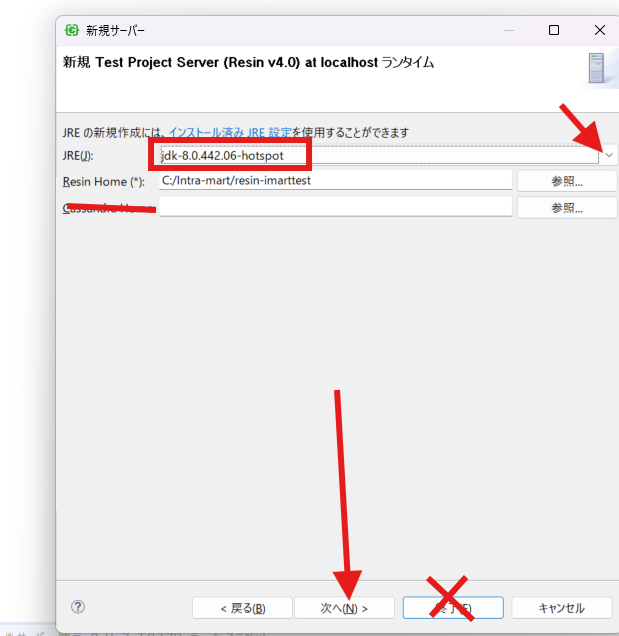 新規サーバー
新規 Test Project Server (Resin v4.0) at localhost ランタイム
JRE の新規作成には、インストール済み JRE 設定を使用することができます
JRE(J): jdk-8.0.442.06-hotspot
Resin Home (*): C:/Intra-mart/resin-imarttest 参照...
Cassandra Home: 参照...
? < 戻る(B) 次へ(N) > 終了(F) キャンセル